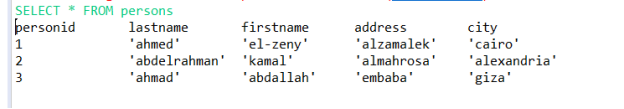 SELECT * FROM persons
personid lastname firstname address city
1 'ahmed' 'el-zeny' 'alzamalek' 'cairo'
2 'abdelrahman' 'kamal' 'almahrosa' 'alexandria'
3 'ahmad' 'abdallah' 'embaba' 'giza'